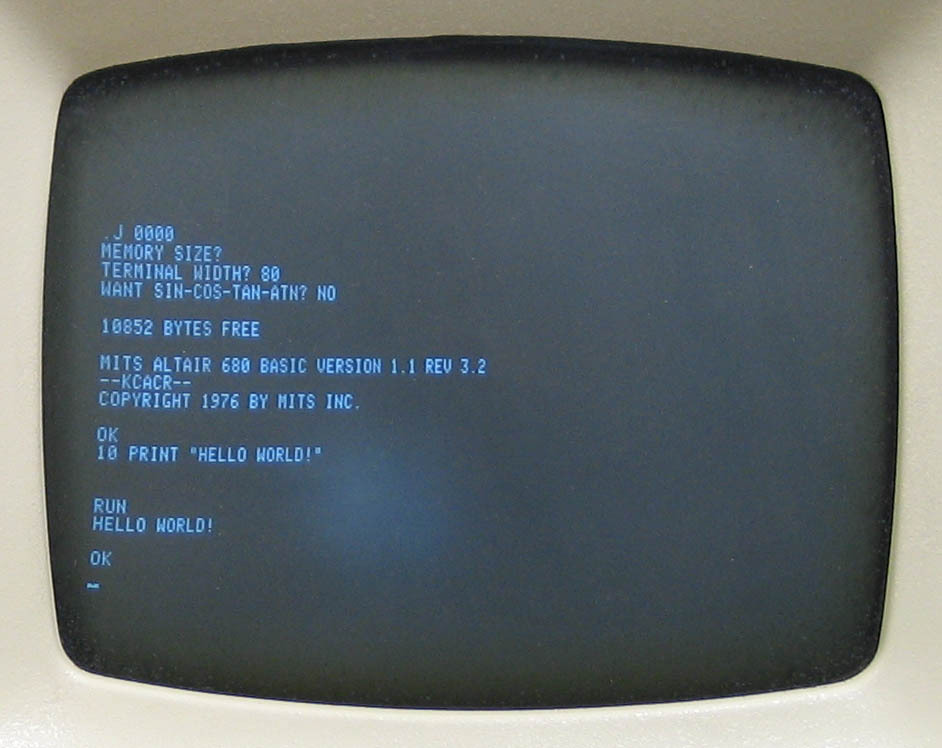 .J 0000
MEMORY SIZE?
TERMINAL WIDTH? 80
WANT SIN-COS-TAN-ATN? NO
10852 BYTES FREE
MITS ALTAIR 680 BASIC VERSION 1.1 REV 3.2
--KCACR--
COPYRIGHT 1976 BY MITS INC.
OK
10 PRINT "HELLO WORLD!"
RUN
HELLO WORLD!
OK